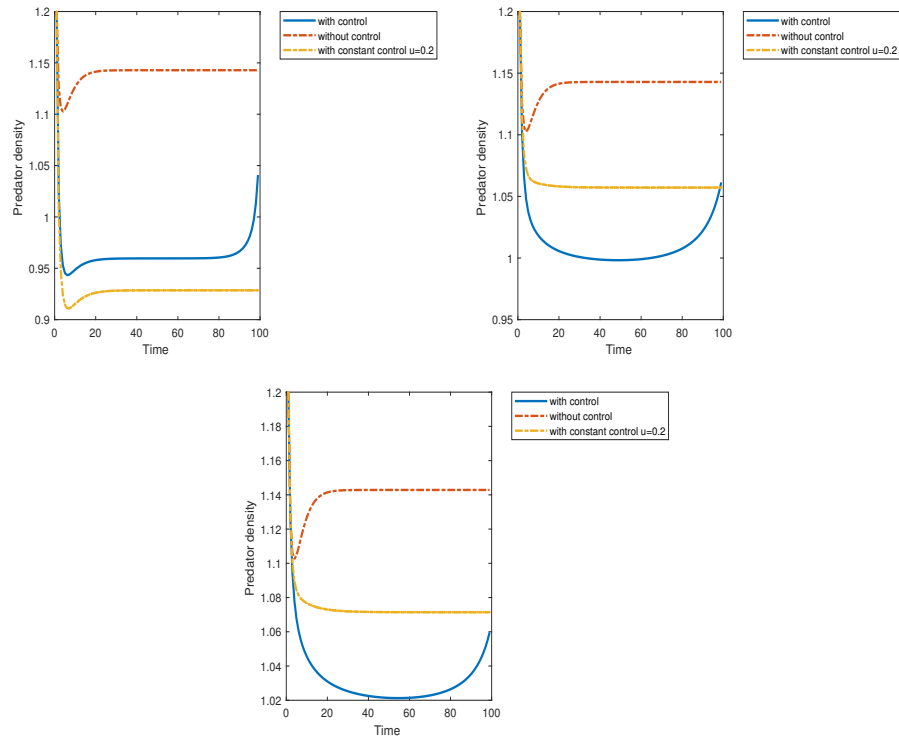 1.2
1.15
1.1
1.05
1
0.95
0.9
0 20 40 60 80 100
Predator density
Time
with control
without control
with constant control u=0.2
1.2
1.15
1.1
1.05
1
0.95
0 20 40 60 80 100
Predator density
Time
with control
without control
with constant control u=0.2
1.2
1.18
1.16
1.14
1.12
1.1
1.08
1.06
1.04
1.02
0 20 40 60 80 100
Predator density
Time
with control
without control
with constant control u=0.2